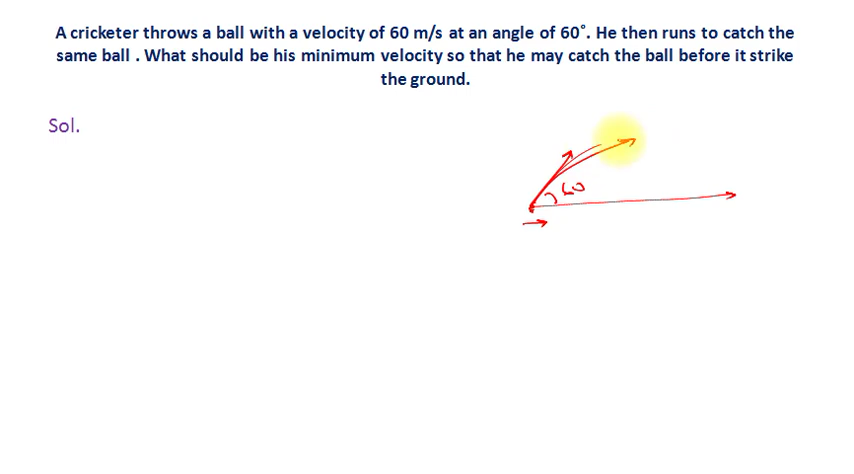 A cricketer throws a ball with a velocity of 60 m/s at an angle of 60°. He then runs to catch the
same ball . What should be his minimum velocity so that he may catch the ball before it strike
the ground.
Sol.
60